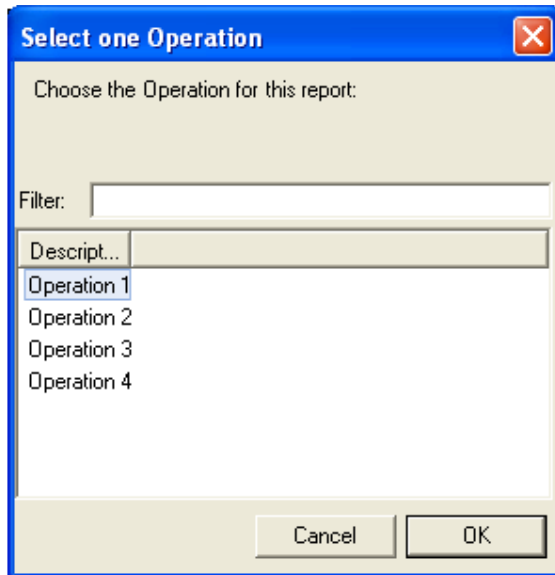 Select one Operation
Choose the Operation for this report:
Filter:
Descript...
Operation 1
Operation 2
Operation 3
Operation 4
Cancel OK